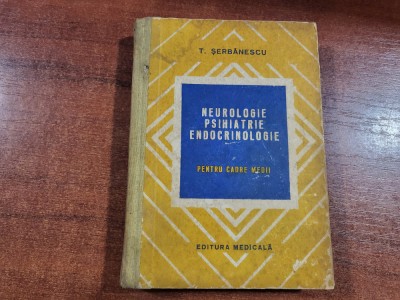 T. ŞERBĂNESCU
NEUROLOGIE
PSIHIATRIE
ENDOCRINOLOGIE
PENTRU CADRE MEDII
EDITURA MEDICALĂ